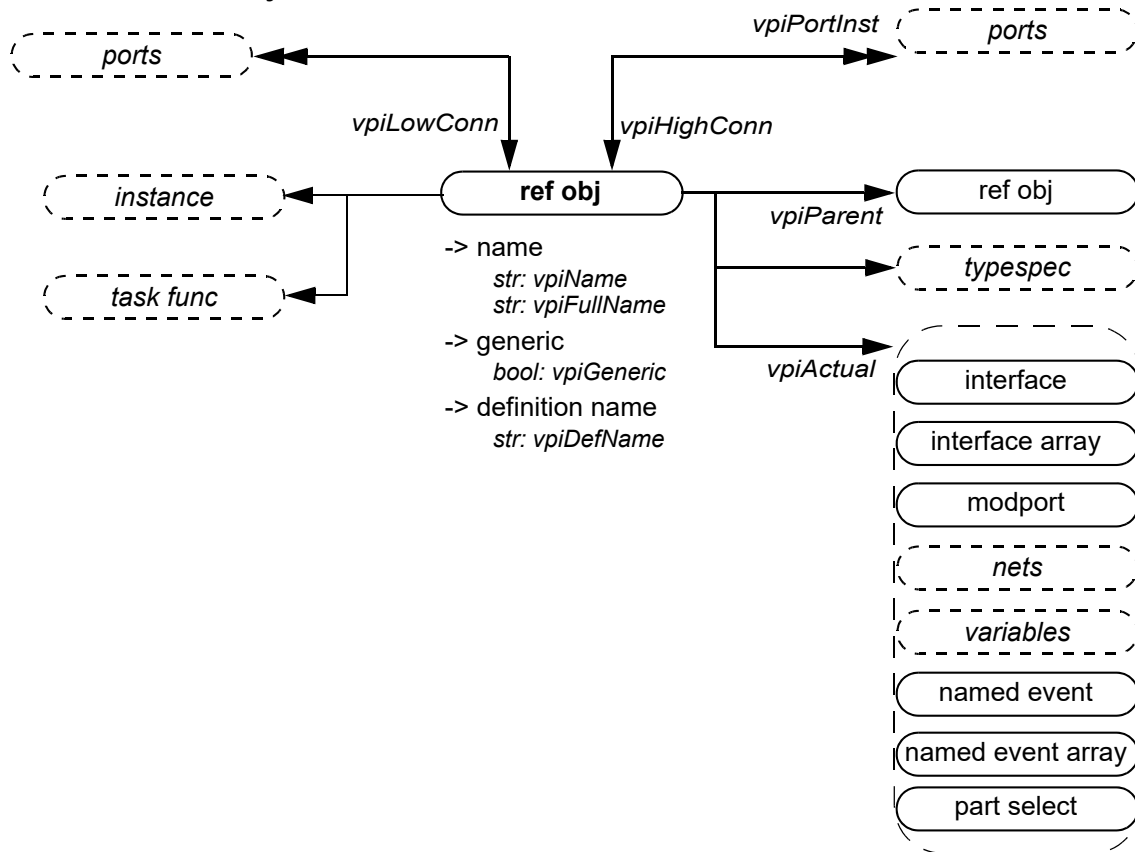 vpiPortInst
ports
ports
vpiLowConn
vpiHighConn
instance
ref obj
ref obj
vpiParent
-> name
str: vpiName
str: vpiFullName
typespec
task func
-> generic
bool: vpiGeneric
vpiActual
interface
-> definition name
str: vpiDefName
interface array
modport
nets
variables
named event
named event array
part select